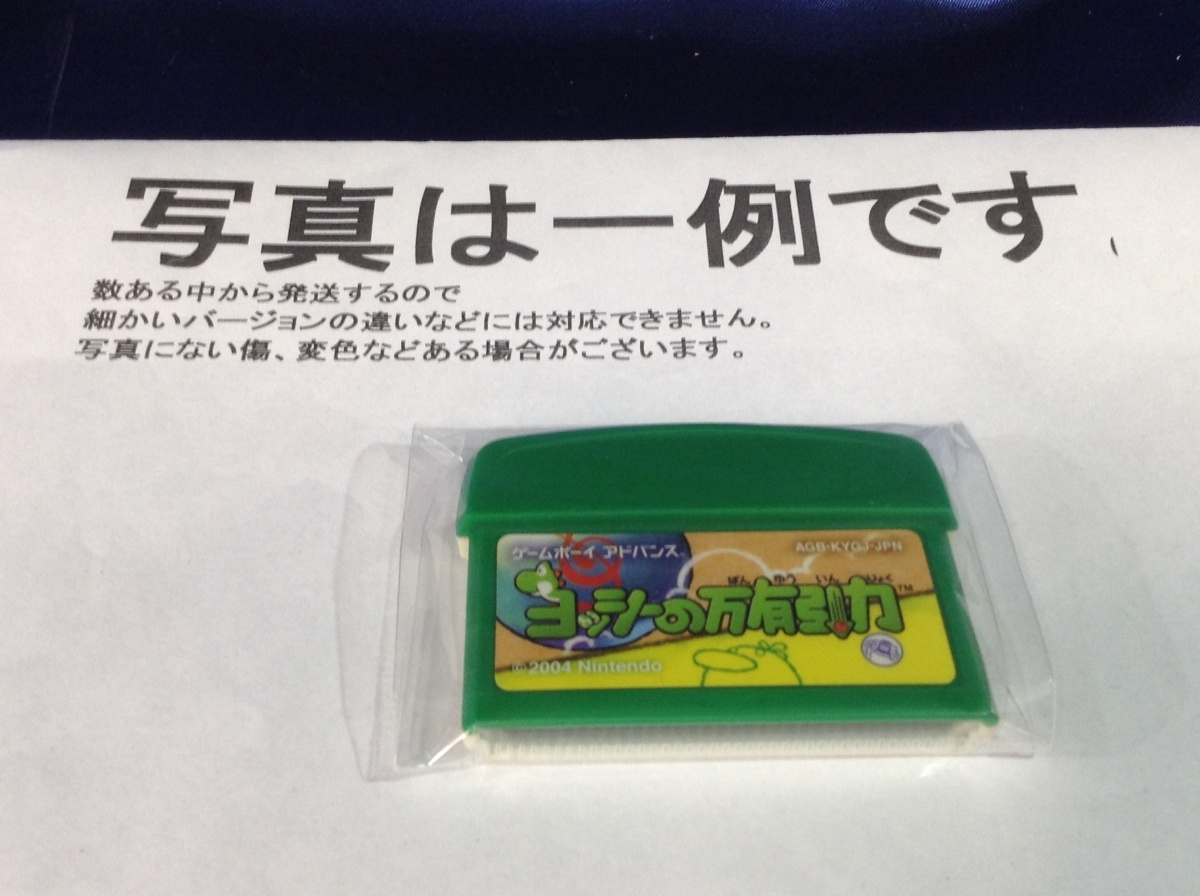 写真は一例です。
数ある中から発送するので
細かいバージョンの違いなどには対応できません。
写真にない傷、変色などある場合がございます。
ゲームボーイ アドバンス
AGB-KYGJ-JPN
ばんゆういんりょく
ヨッシーの万有引力™
©2004 Nintendo